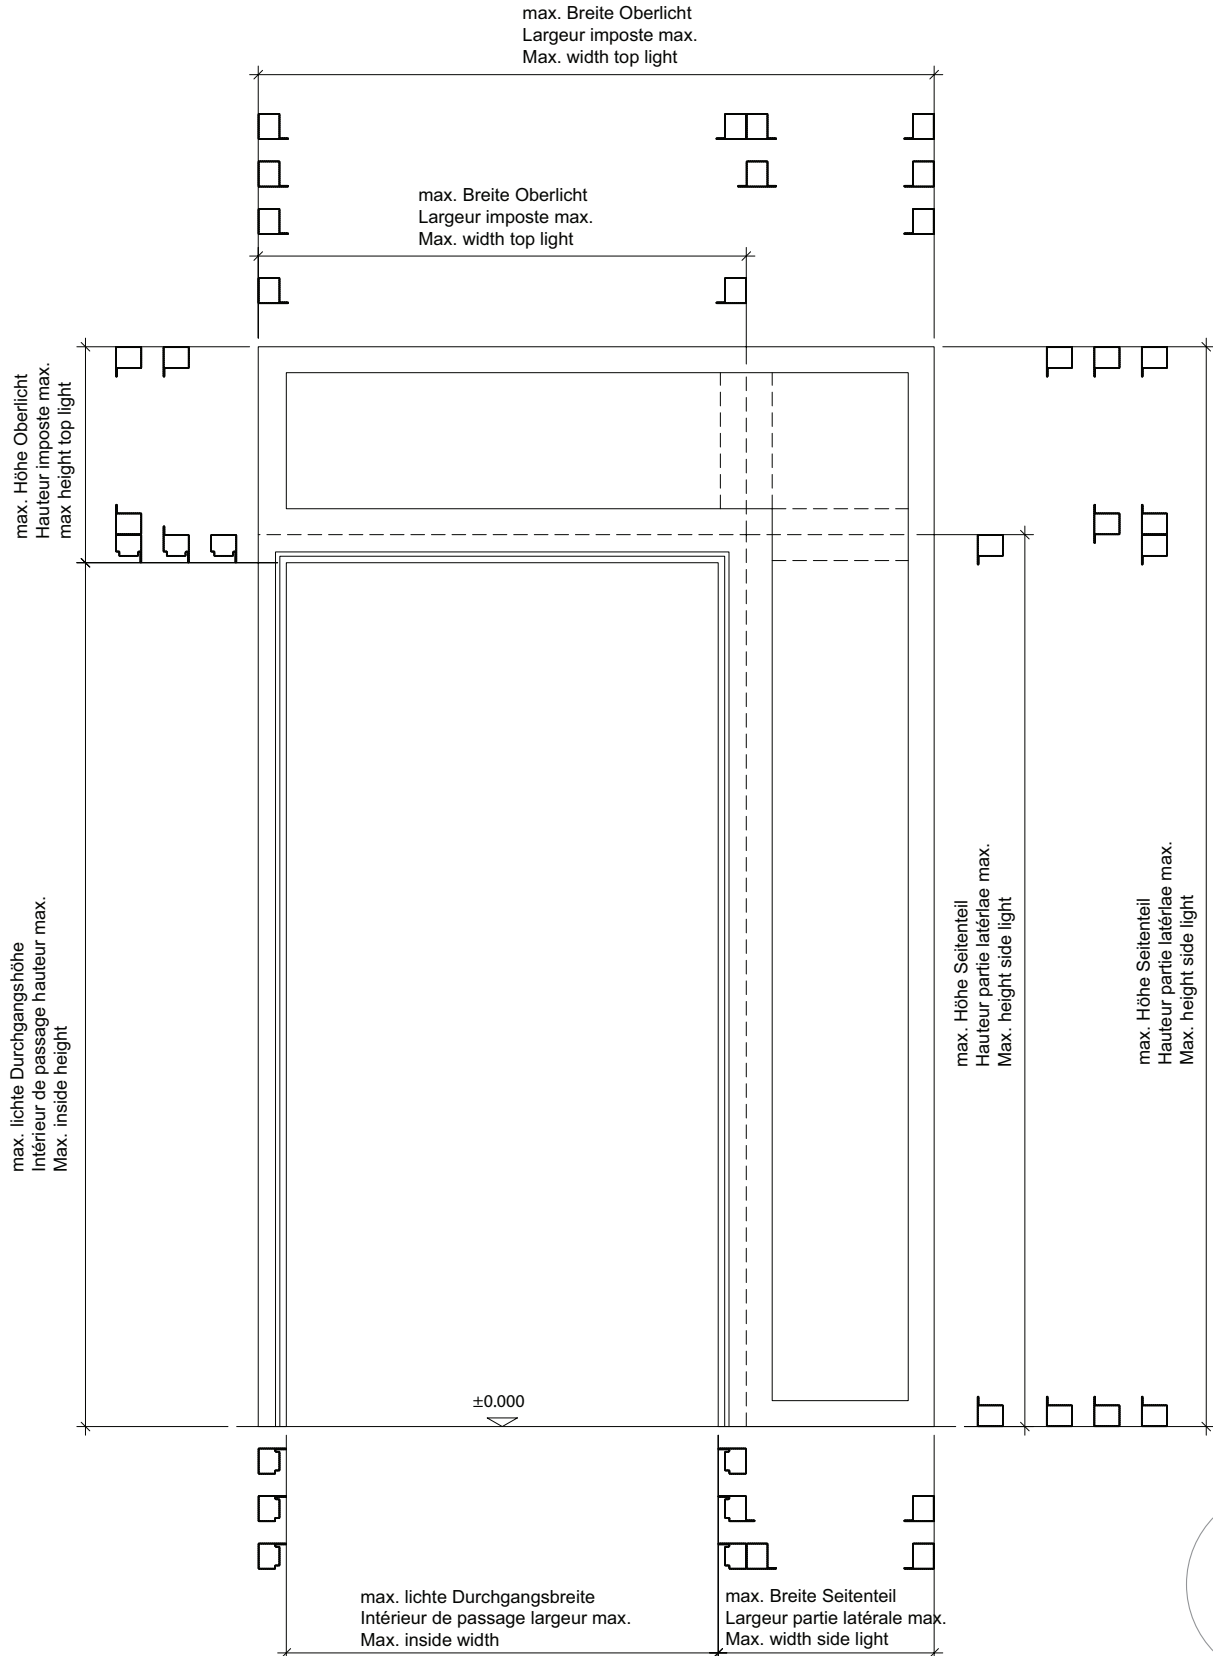 max. Breite Oberlicht
Largeur imposte max.
Max. width top light
max. Breite Oberlicht
Largeur imposte max.
Max. width top light
max. Höhe Oberlicht
Hauteur imposte max.
max height top light
max. lichte Durchgangshöhe
Intérieur de passage hauteur max.
Max. inside height
max. Höhe Seitenteil
Hauteur partie latérlae max.
Max. height side light
max. Höhe Seitenteil
Hauteur partie latérlae max.
Max. height side light
±0.000
max. lichte Durchgangsbreite
Intérieur de passage largeur max.
Max. inside width
max. Breite Seitenteil
Largeur partie latérale max.
Max. width side light